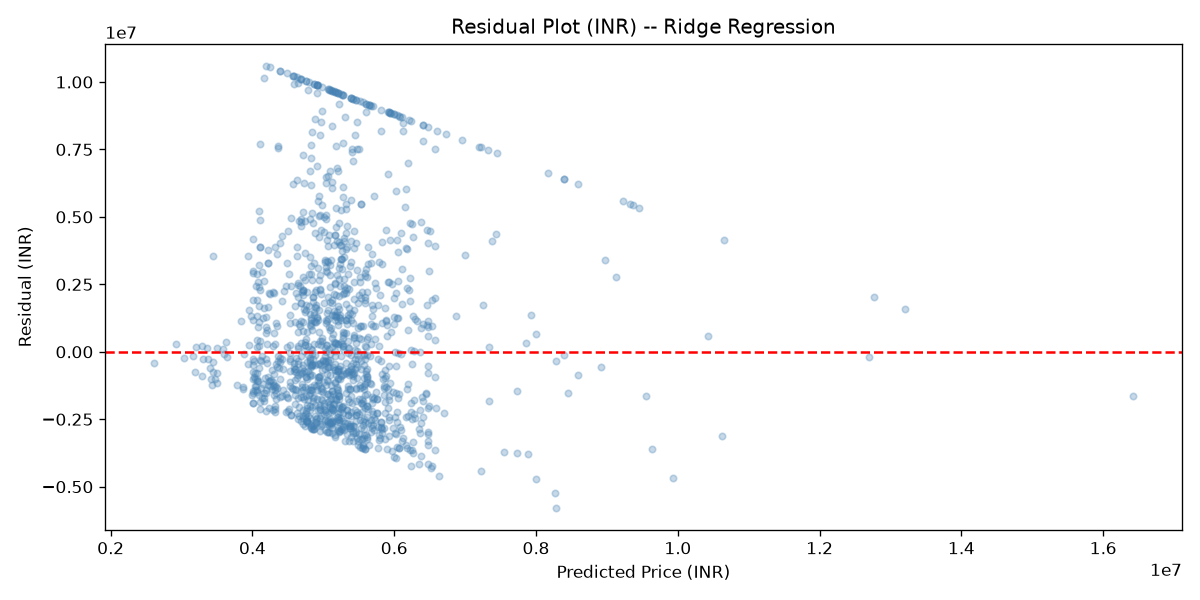 Residual Plot (INR) -- Ridge Regression
1e7
1.00
0.75
0.50
0.25
0.00
−0.25
−0.50
Residual (INR)
0.2 0.4 0.6 0.8 1.0 1.2 1.4 1.6
1e7
Predicted Price (INR)